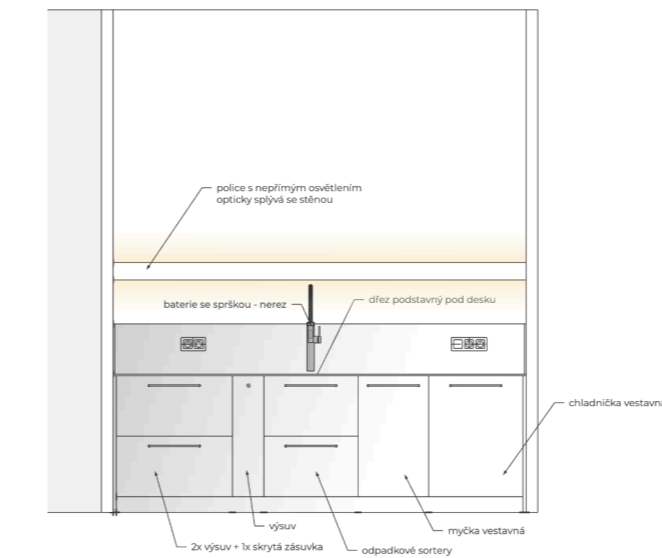 police s nepřímým osvětlením
opticky splývá se stěnou
baterie se sprškou - nerez
dřez podstavný pod desku
chladnička vestavná
výsuv
myčka vestavná
2x výsuv + 1x skrytá zásuvka
odpadkové sortery